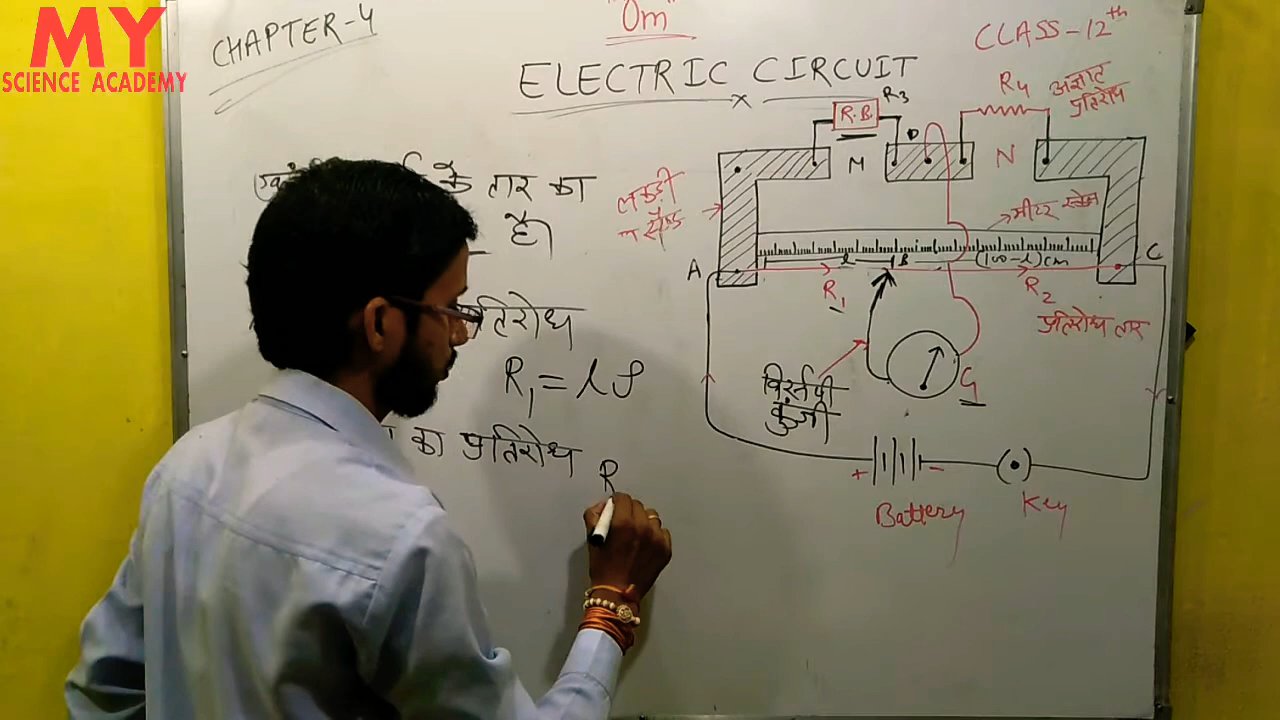 MY
SCIENCE ACADEMY
CHAPTER-4
"Om"
CLASS-12th
ELECTRIC CIRCUIT
R.B.
R3
R4
अज्ञात
प्रतिरोध
D
M
N
के तार का
है।
लकड़ी
मीटर स्केल
A
l
B
(100-l)cm
C
R1
R2
प्रतिरोध तार
प्रतिरोध
R1 = lρ
G
विसर्पी
कुंजी
का प्रतिरोध
R
+
-
Battery
Key